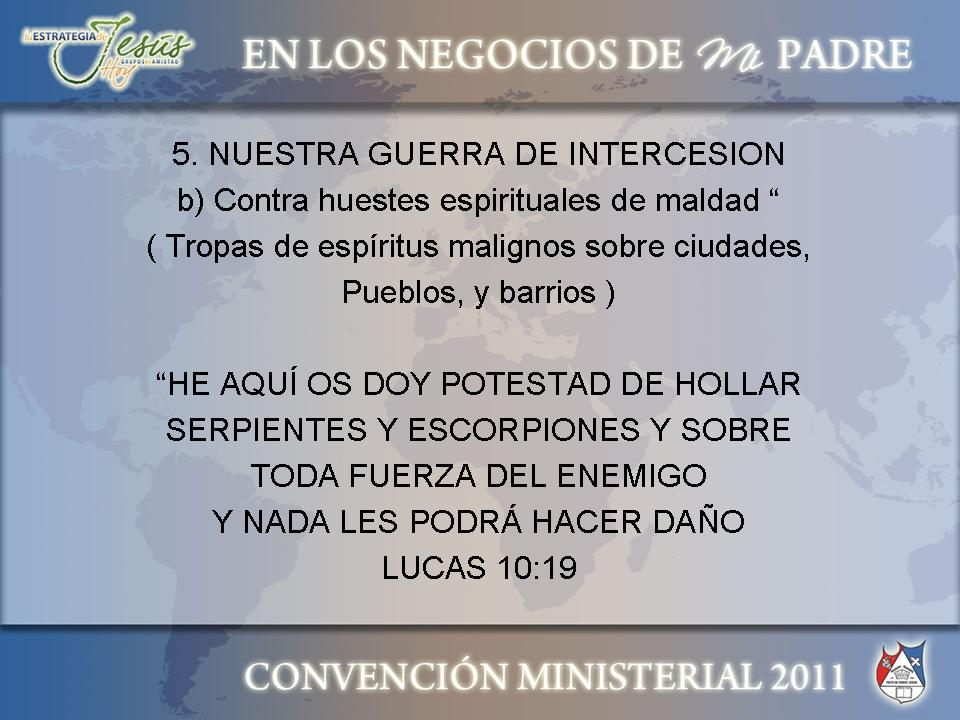 la ESTRATEGIA de
Jesús
GRUPOS de AMISTAD
Hoy
EN LOS NEGOCIOS DE Mi PADRE
5. NUESTRA GUERRA DE INTERCESION
b) Contra huestes espirituales de maldad “
( Tropas de espíritus malignos sobre ciudades,
Pueblos, y barrios )
“HE AQUÍ OS DOY POTESTAD DE HOLLAR
SERPIENTES Y ESCORPIONES Y SOBRE
TODA FUERZA DEL ENEMIGO
Y NADA LES PODRÁ HACER DAÑO
LUCAS 10:19
CONVENCIÓN MINISTERIAL 2011